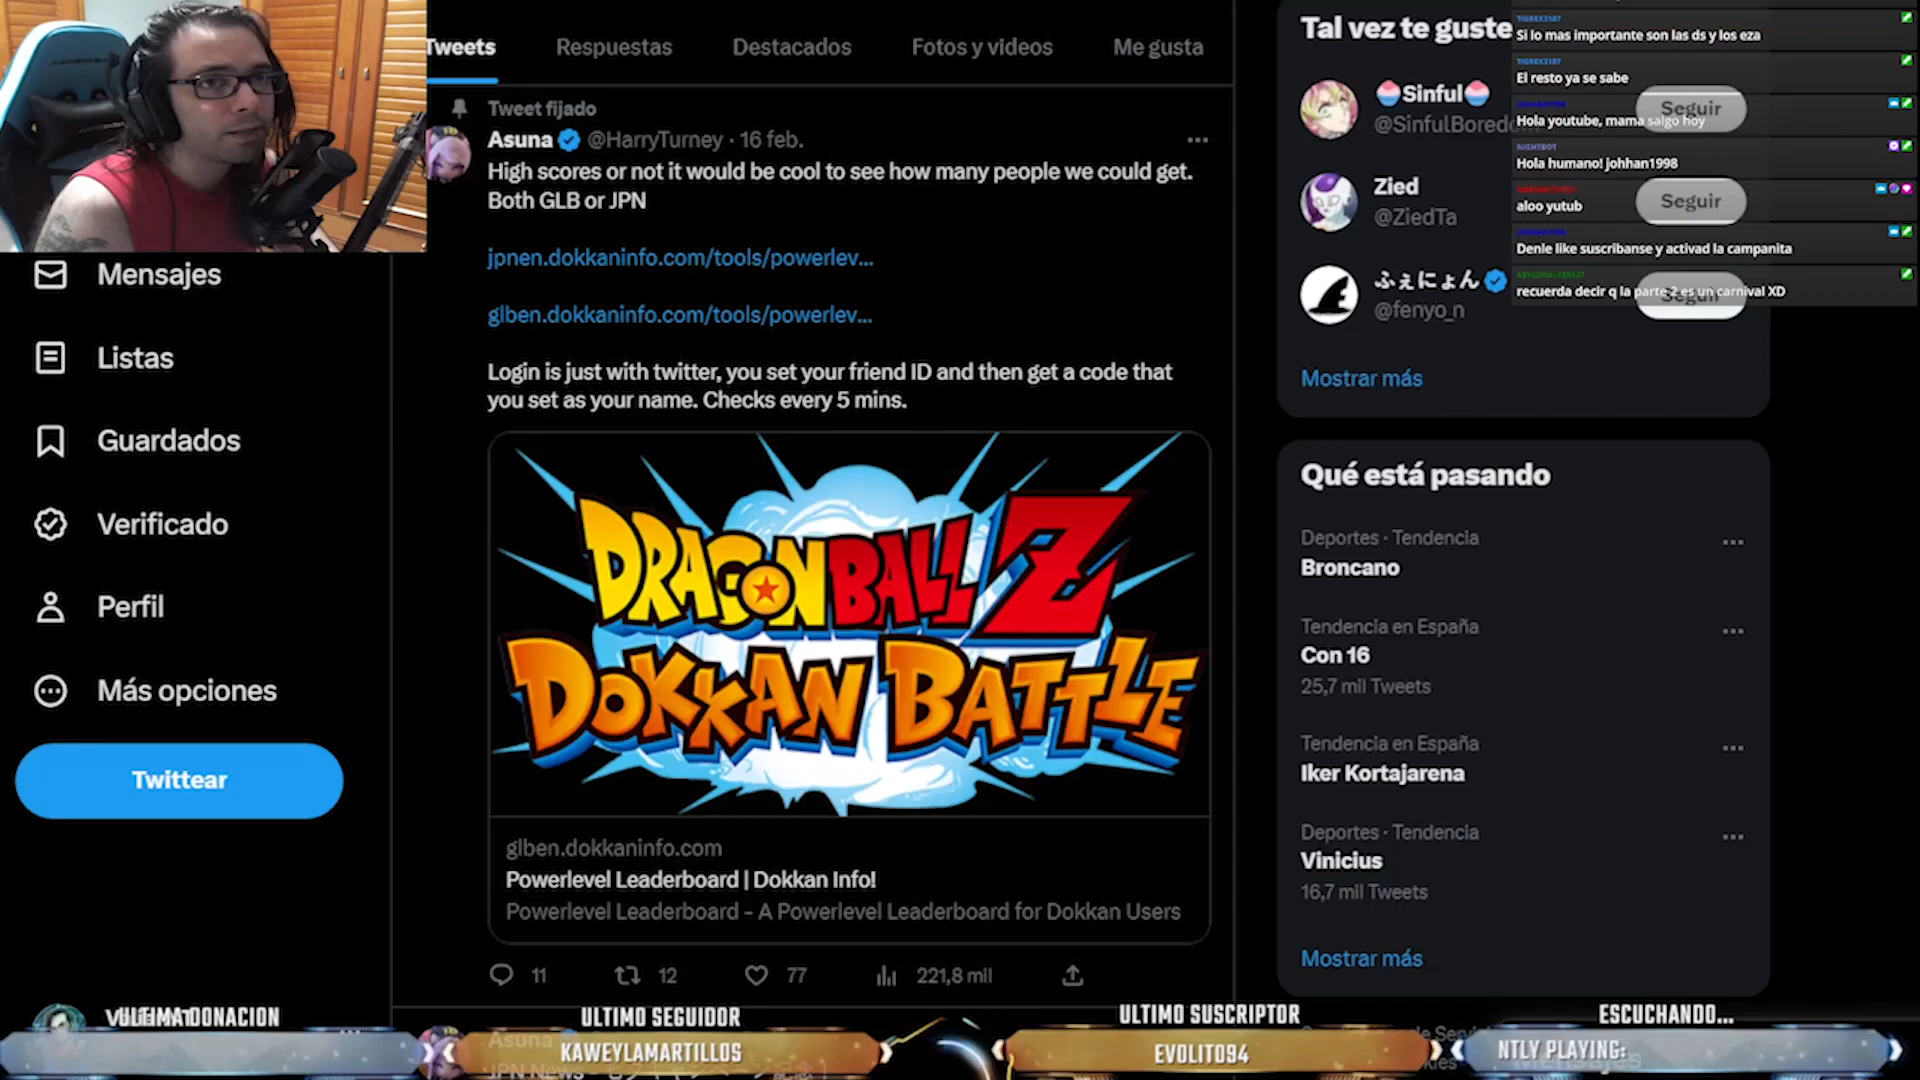 Tweets
Respuestas
Destacados
Fotos y videos
Me gusta
Tweet fijado
Asuna @HarryTurney · 16 feb.
High scores or not it would be cool to see how many people we could get.
Both GLB or JPN
jpnen.dokkaninfo.com/tools/powerlev...
glben.dokkaninfo.com/tools/powerlev...
Login is just with twitter, you set your friend ID and then get a code that
you set as your name. Checks every 5 mins.
DRAGON BALL Z
DOKKAN BATTLE
glben.dokkaninfo.com
Powerlevel Leaderboard | Dokkan Info!
Powerlevel Leaderboard - A Powerlevel Leaderboard for Dokkan Users
11
12
77
221,8 mil
Asuna
Mensajes
Listas
Guardados
Verificado
Perfil
Más opciones
Twittear
Tal vez te guste
Sinful
Seguir
Zied
@ZiedTa
Seguir
ふぇにょん
@fenyo_n
Seguir
Mostrar más
Qué está pasando
Deportes · Tendencia
Broncano
Tendencia en España
Con 16
25,7 mil Tweets
Tendencia en España
Iker Kortajarena
Deportes · Tendencia
Vinicius
16,7 mil Tweets
Mostrar más
TIGREX3107
Si lo mas importante son las ds y los eza
TIGREX3107
El resto ya se sabe
Hola youtube, mama salgo hoy
NIGHTBOT
Hola humano! johhan1998
aloo yutub
Denle like suscribanse y activad la campanita
recuerda decir q la parte 2 es un carnival XD
ULTIMA DONACION
ULTIMO SEGUIDOR
KAWEYLAMARTILLOS
ULTIMO SUSCRIPTOR
EVOLITO94
ESCUCHANDO...
NTLY PLAYING: